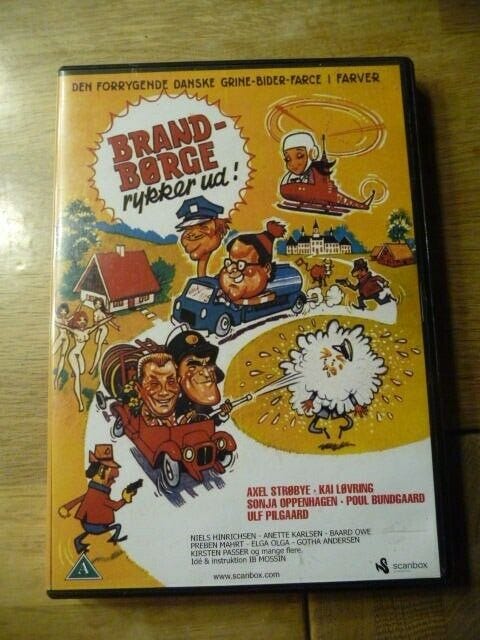 DEN FORRYGENDE DANSKE GRINE-BIDER-FARCE I FARVER
BRAND-
BØRGE
rykker ud!
AXEL STRØBYE - KAI LØVRING
SONJA OPPENHAGEN - POUL BUNDGAARD
ULF PILGAARD
NIELS HINRICHSEN - ANETTE KARLSEN - BAARD OWE
PREBEN MAHRT - ELGA OLGA - GOTHA ANDERSEN
KIRSTEN PASSER og mange flere.
Idé & instruktion IB MOSSIN
A
www.scanbox.com
scanbox